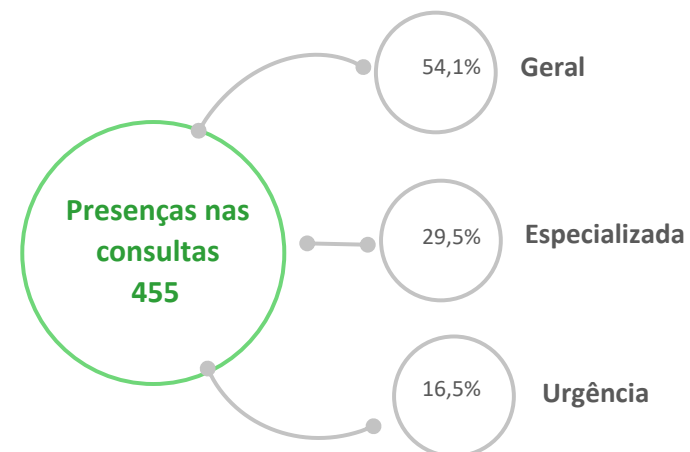 Presenças nas
consultas
455
54,1%
Geral
29,5%
Especializada
16,5%
Urgência